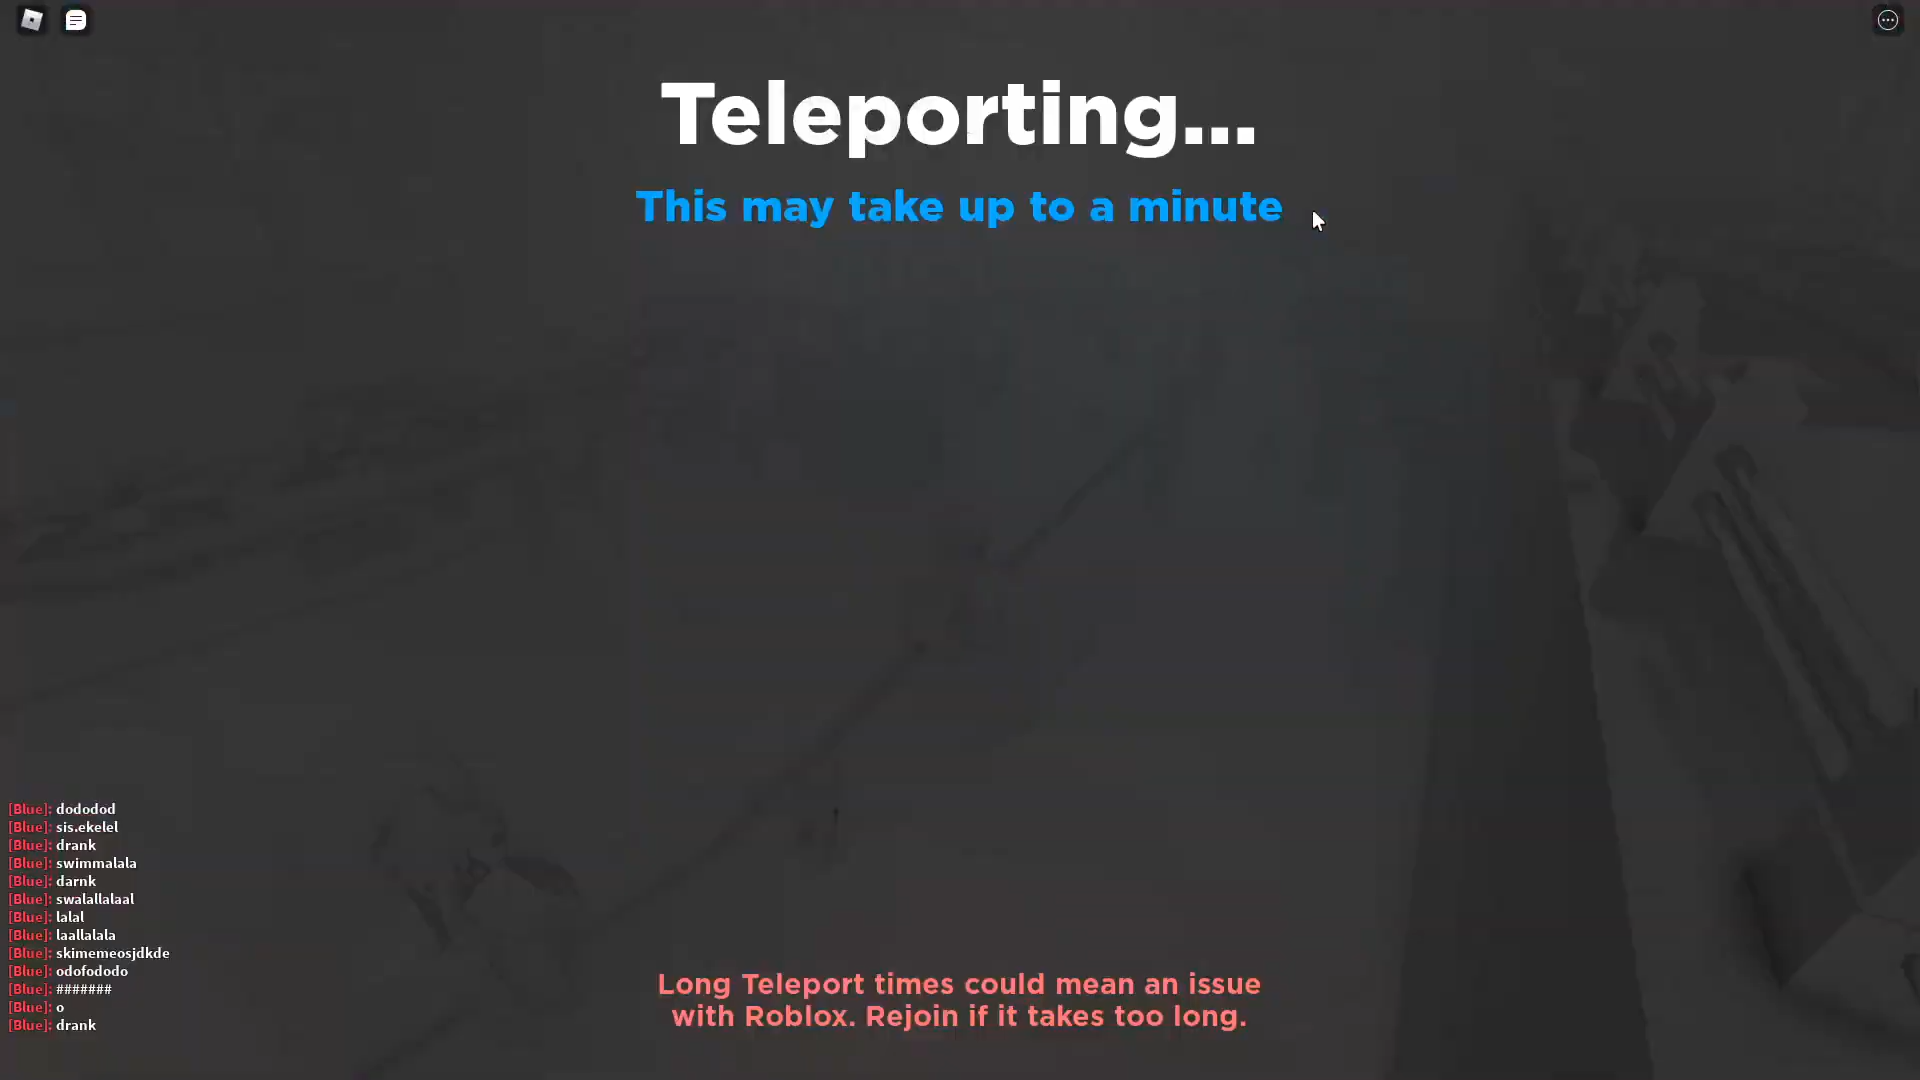 Teleporting...
This may take up to a minute
[Blue]: dododod
[Blue]: sis.ekelel
[Blue]: drank
[Blue]: swimmalala
[Blue]: darnk
[Blue]: swalallalaal
[Blue]: lalal
[Blue]: laallalala
[Blue]: skimemeosjdkde
[Blue]: odofododo
[Blue]: #######
[Blue]: o
[Blue]: drank
Long Teleport times could mean an issue
with Roblox. Rejoin if it takes too long.